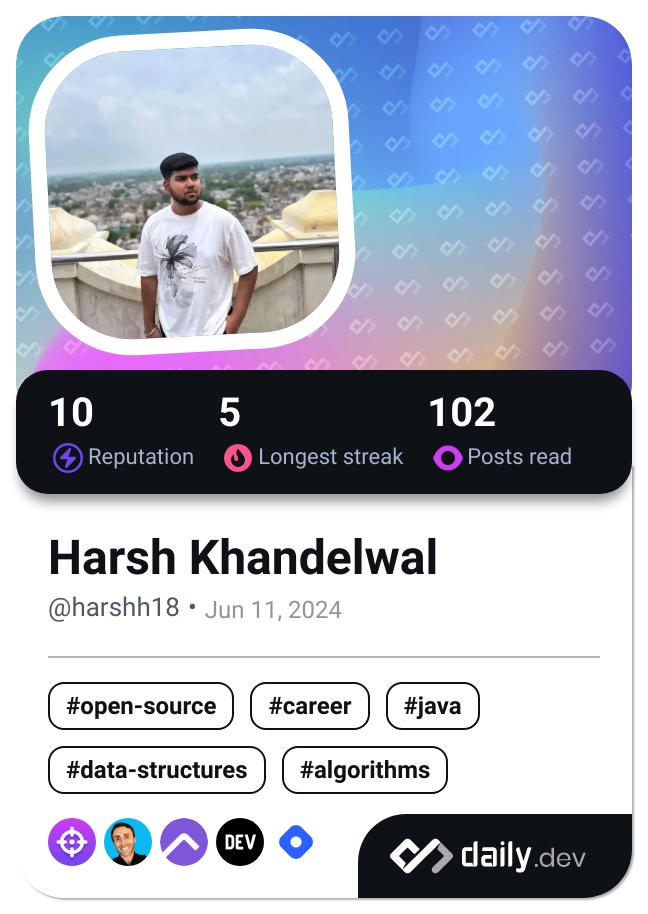 10 5 102
Reputation Longest streak Posts read
Harsh Khandelwal
@harshh18 • Jun 11, 2024
#open-source #career #java
#data-structures #algorithms
DEV
daily.dev